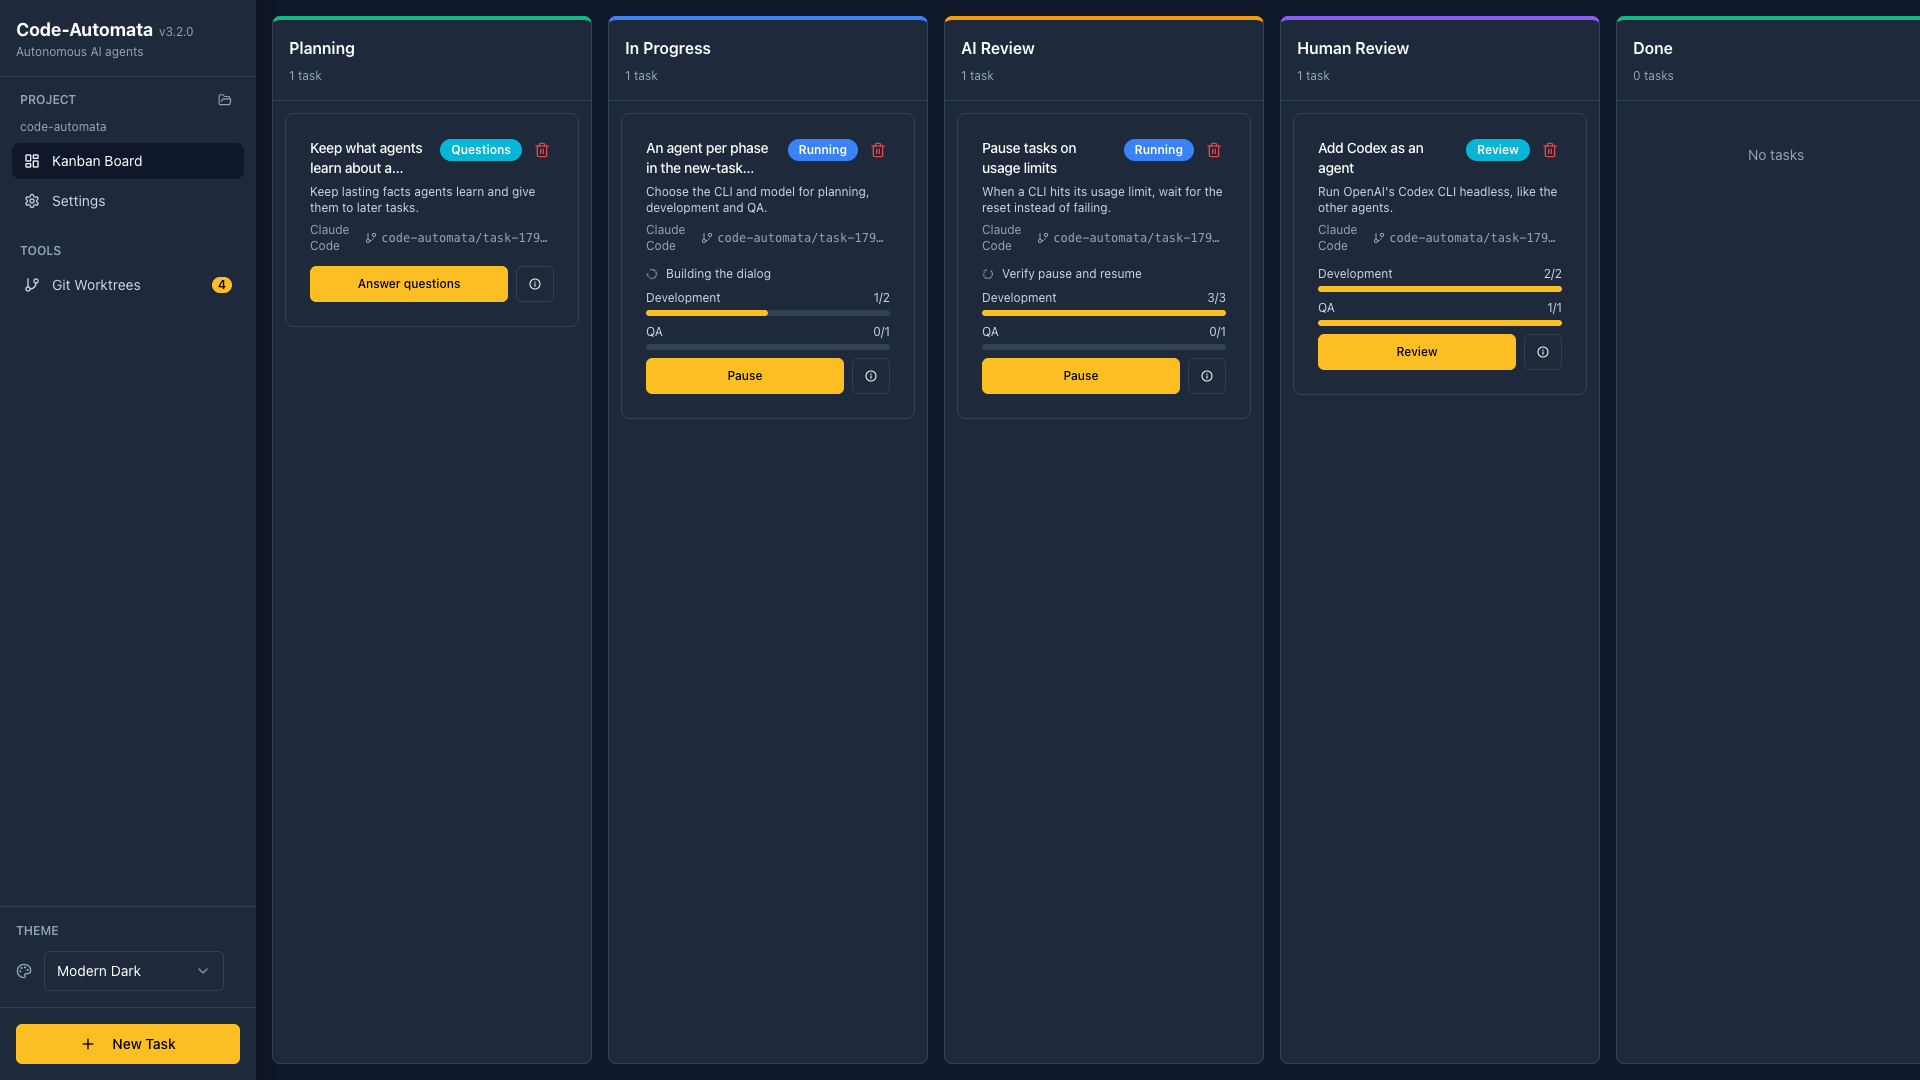 Code-Automata v3.2.0
Autonomous AI agents
PROJECT
code-automata
Kanban Board
Settings
TOOLS
Git Worktrees 4
THEME
Modern Dark
New Task
Planning
1 task
Keep what agents
learn about a...
Questions
Keep lasting facts agents learn and give
them to later tasks.
Claude
Code
code-automata/task-179…
Answer questions
In Progress
1 task
An agent per phase
in the new-task...
Running
Choose the CLI and model for planning,
development and QA.
Claude
Code
code-automata/task-179…
Building the dialog
Development 1/2
QA 0/1
Pause
AI Review
1 task
Pause tasks on
usage limits
Running
When a CLI hits its usage limit, wait for the
reset instead of failing.
Claude
Code
code-automata/task-179…
Verify pause and resume
Development 3/3
QA 0/1
Pause
Human Review
1 task
Add Codex as an
agent
Review
Run OpenAI's Codex CLI headless, like the
other agents.
Claude
Code
code-automata/task-179…
Development 2/2
QA 1/1
Review
Done
0 tasks
No tasks